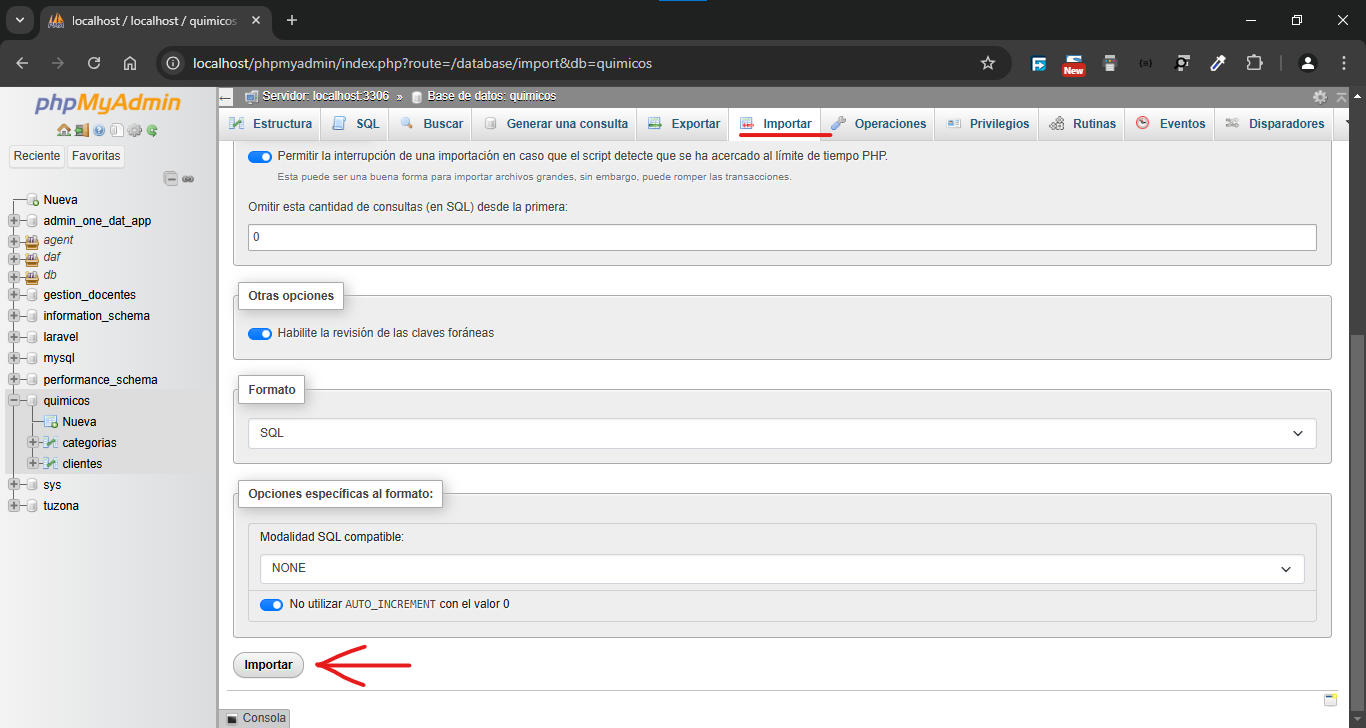 localhost / localhost / quimicos
localhost/phpmyadmin/index.php?route=/database/import&db=quimicos
New
phpMyAdmin
Reciente Favoritas
Nueva
admin_one_dat_app
agent
daf
db
gestion_docentes
information_schema
laravel
mysql
performance_schema
quimicos
Nueva
categorias
clientes
sys
tuzona
Servidor: localhost:3306 » Base de datos: quimicos
Estructura SQL Buscar Generar una consulta Exportar Importar Operaciones Privilegios Rutinas Eventos Disparadores
Permitir la interrupción de una importación en caso que el script detecte que se ha acercado al límite de tiempo PHP.
Esta puede ser una buena forma para importar archivos grandes, sin embargo, puede romper las transacciones.
Omitir esta cantidad de consultas (en SQL) desde la primera:
0
Otras opciones
Habilite la revisión de las claves foráneas
Formato
SQL
Opciones específicas al formato:
Modalidad SQL compatible:
NONE
No utilizar AUTO_INCREMENT con el valor 0
Importar
Consola